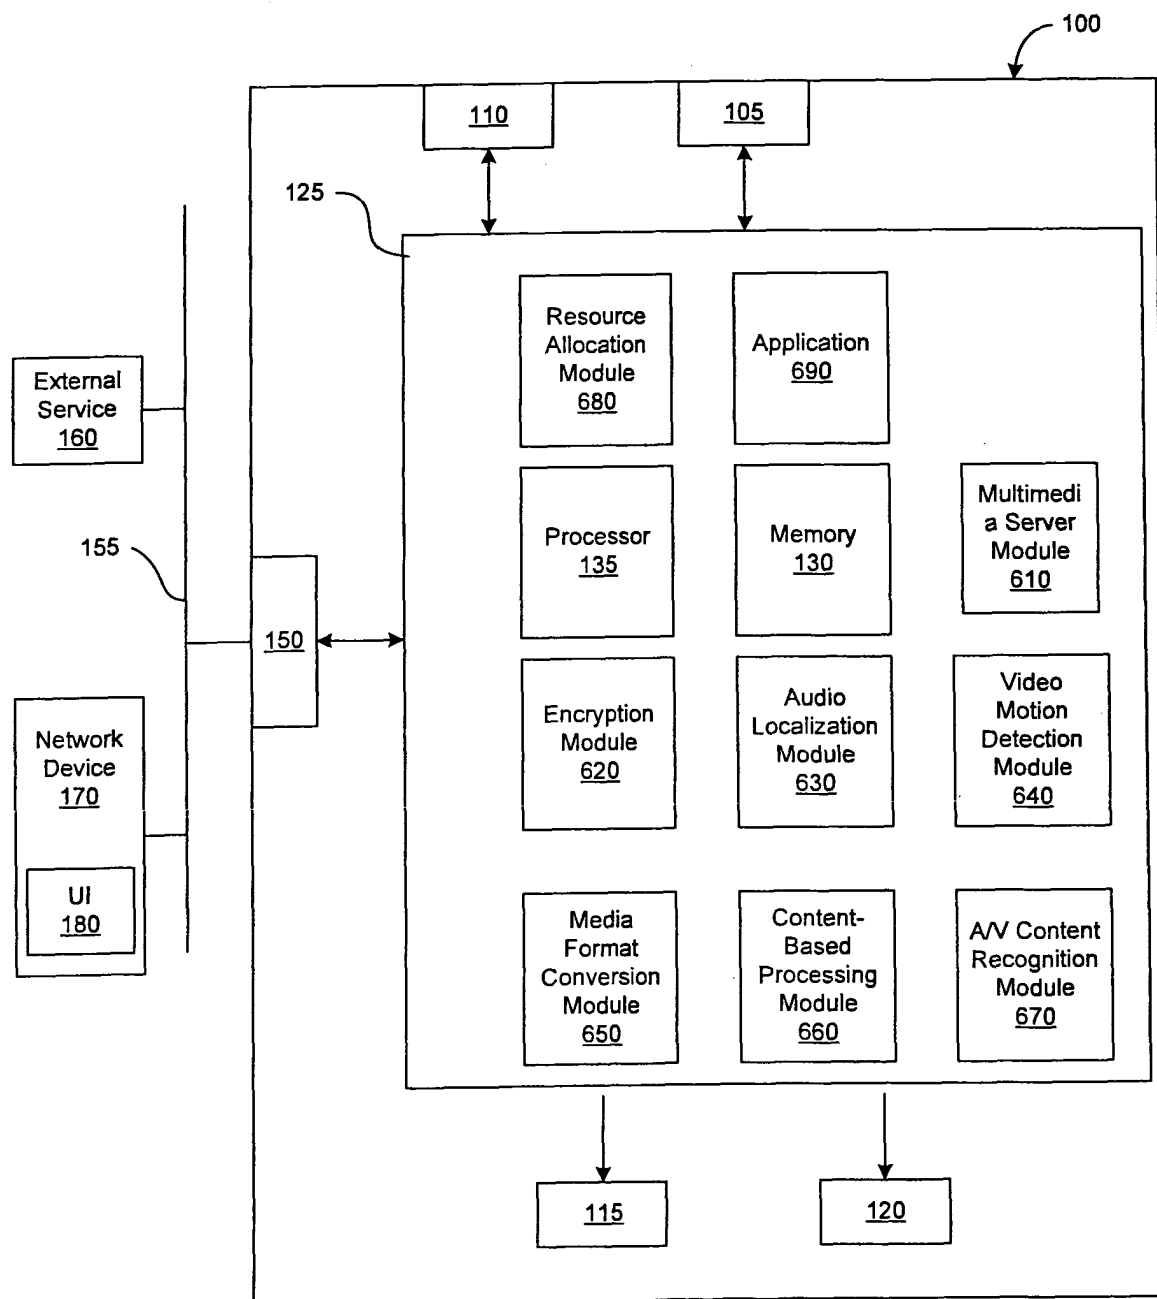 100
110
105
125
Resource
Allocation
Module
680
Application
690
External
Service
160
Processor
135
Memory
130
Multimedi
a Server
Module
610
155
150
Encryption
Module
620
Audio
Localization
Module
630
Video
Motion
Detection
Module
640
Network
Device
170
UI
180
Media
Format
Conversion
Module
650
Content-
Based
Processing
Module
660
A/V Content
Recognition
Module
670
115
120